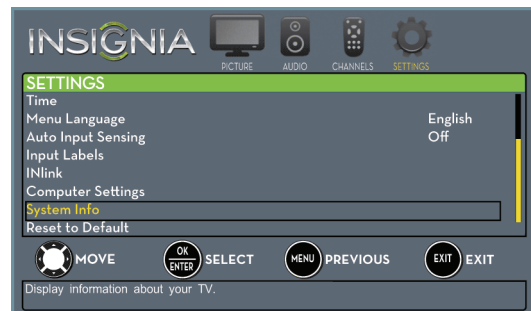 INSIGNIA
PICTURE AUDIO CHANNELS SETTINGS
SETTINGS
Time
Menu Language English
Auto Input Sensing Off
Input Labels
INlink
Computer Settings
System Info
Reset to Default
MOVE OK ENTER SELECT MENU PREVIOUS EXIT EXIT
Display information about your TV.